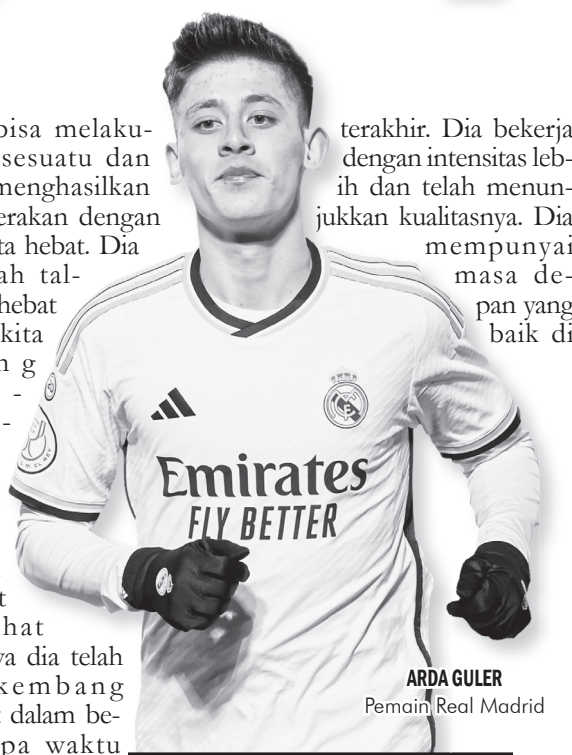 bisa melaku-
sesuatu dan
menghasilkan
erakan dengan
ta hebat. Dia
ah tal-
hebat
kita
n g
-
-
t
hat
ya dia telah
kembang
t dalam be-
pa waktu
terakhir. Dia bekerja
dengan intensitas leb-
ih dan telah menun-
jukkan kualitasnya. Dia
mempunyai
masa de-
pan yang
baik di
Emirates
FLY BETTER
ARDA GULER
Pemain Real Madrid